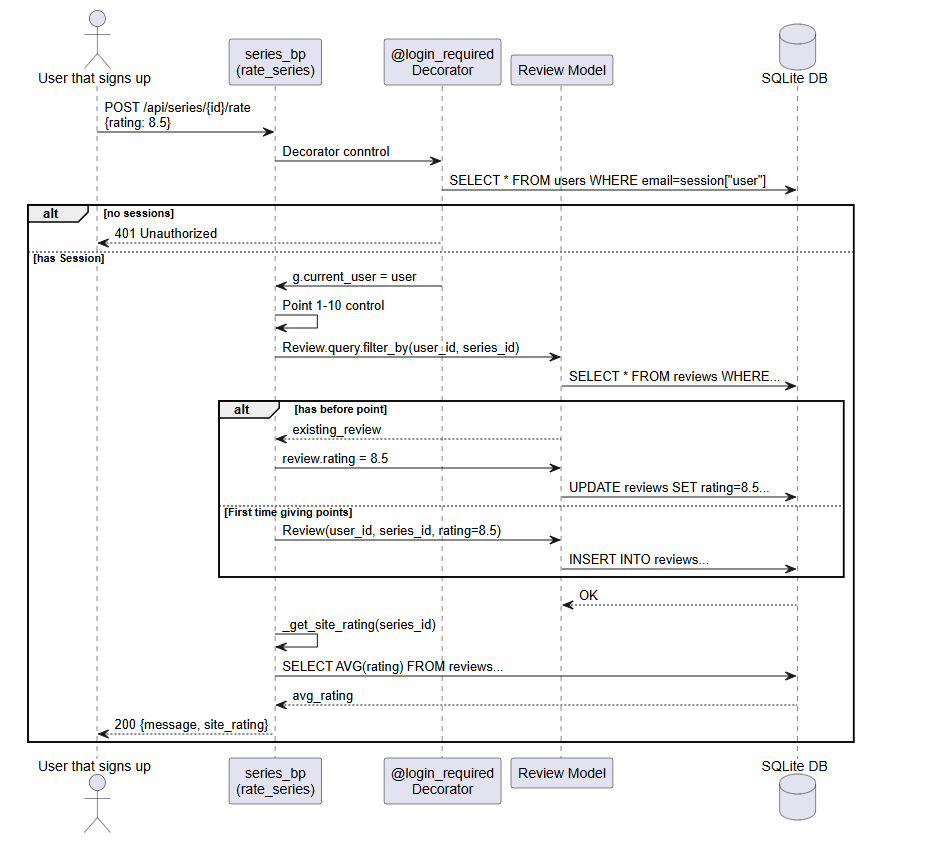 User that signs up
series_bp
(rate_series)
@login_required
Decorator
Review Model
SQLite DB
POST /api/series/{id}/rate
{rating: 8.5}
Decorator conntrol
SELECT * FROM users WHERE email=session["user"]
alt
[no sessions]
401 Unauthorized
[has Session]
g.current_user = user
Point 1-10 control
Review.query.filter_by(user_id, series_id)
SELECT * FROM reviews WHERE...
alt
[has before point]
existing_review
review.rating = 8.5
UPDATE reviews SET rating=8.5...
[First time giving points]
Review(user_id, series_id, rating=8.5)
INSERT INTO reviews...
OK
_get_site_rating(series_id)
SELECT AVG(rating) FROM reviews...
avg_rating
200 {message, site_rating}
User that signs up
series_bp
(rate_series)
@login_required
Decorator
Review Model
SQLite DB